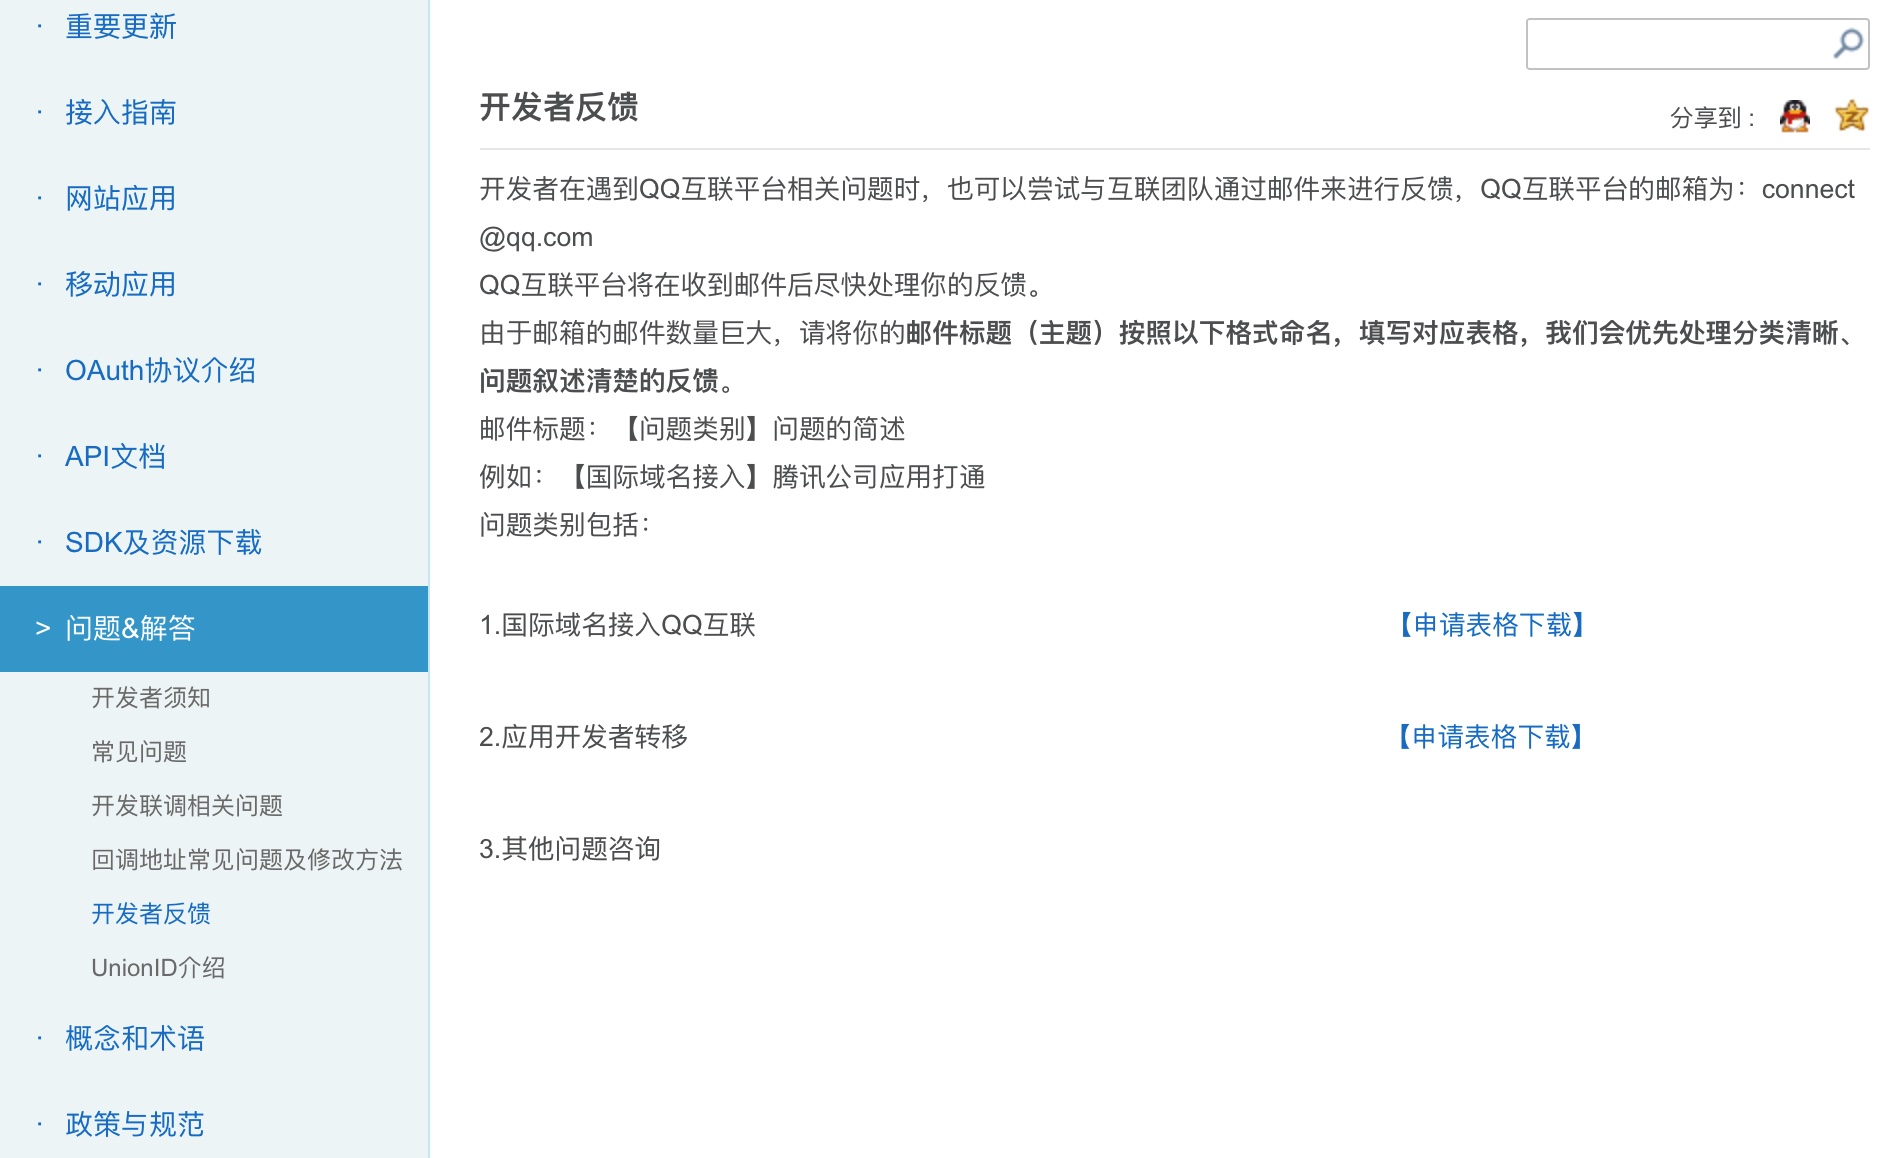 · 重要更新
· 接入指南
· 网站应用
· 移动应用
· OAuth协议介绍
· API文档
· SDK及资源下载
> 问题&解答
开发者须知
常见问题
开发联调相关问题
回调地址常见问题及修改方法
开发者反馈
UnionID介绍
· 概念和术语
· 政策与规范
开发者反馈
分享到：
开发者在遇到QQ互联平台相关问题时，也可以尝试与互联团队通过邮件来进行反馈，QQ互联平台的邮箱为：connect
@qq.com
QQ互联平台将在收到邮件后尽快处理你的反馈。
由于邮箱的邮件数量巨大，请将你的邮件标题（主题）按照以下格式命名，填写对应表格，我们会优先处理分类清晰、
问题叙述清楚的反馈。
邮件标题：【问题类别】问题的简述
例如：【国际域名接入】腾讯公司应用打通
问题类别包括：
1.国际域名接入QQ互联 【申请表格下载】
2.应用开发者转移 【申请表格下载】
3.其他问题咨询